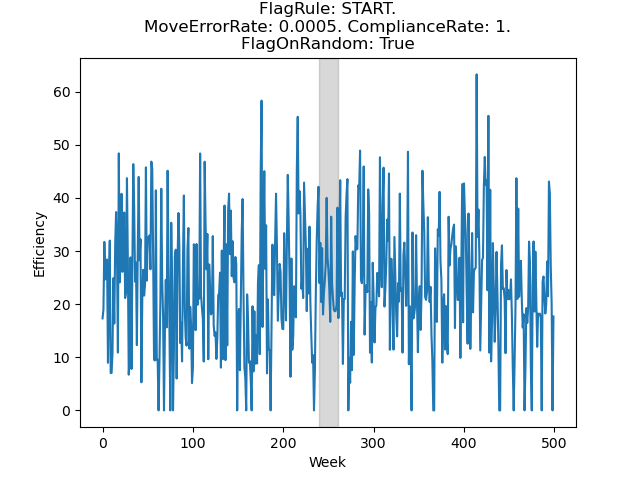 FlagRule: START.
MoveErrorRate: 0.0005. ComplianceRate: 1.
FlagOnRandom: True
60
50
40
30
20
10
0
Efficiency
0 100 200 300 400 500
Week